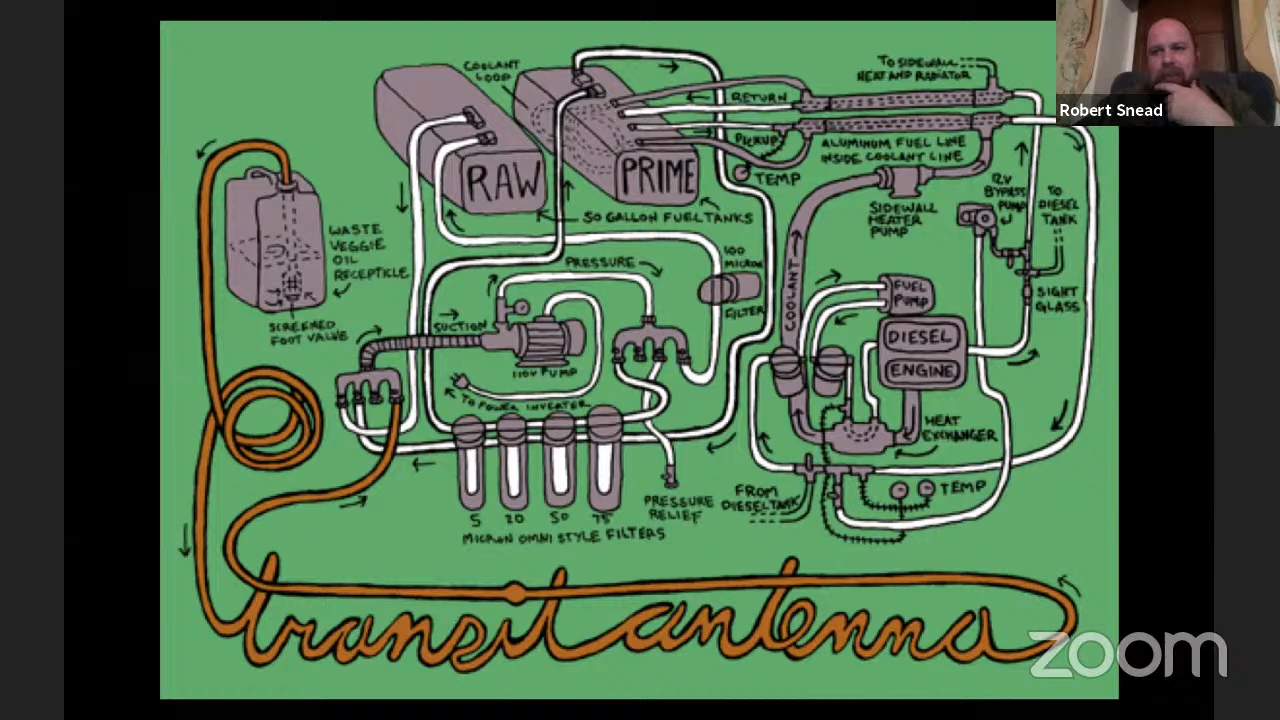 COOLANT
LOOP
TO SIDEWALL
HEAT AND RADIATOR
Robert Snead
RETURN
PICKUP
ALUMINUM FUEL LINE
INSIDE COOLANT LINE
TEMP
RAW
PRIME
50 GALLON FUEL TANKS
SIDEWALL
HEATER
PUMP
R.V
BYPASS
PUMP
TO
DIESEL
TANK
WASTE
VEGGIE
OIL
RECEPTICLE
SCREENED
FOOT VALVE
PRESSURE
100
MICRON
FILTER
COOLANT
FUEL
PUMP
SIGHT
GLASS
SUCTION
110V PUMP
TO POWER INVERTER
DIESEL
ENGINE
HEAT
EXCHANGER
5 20 50 75
MICRON OMNI STYLE FILTERS
PRESSURE
RELIEF
FROM
DIESEL TANK
TEMP
transit antenna
zoom